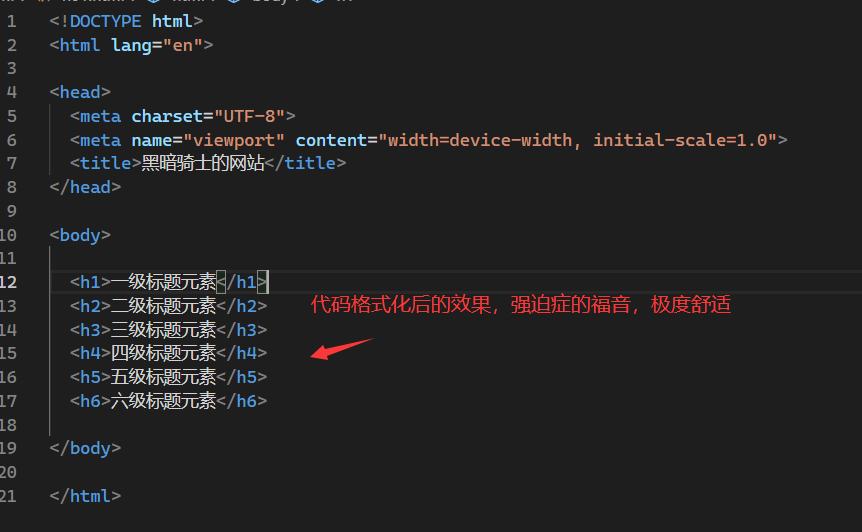 1 <!DOCTYPE html>
2 <html lang="en">
3
4 <head>
5 <meta charset="UTF-8">
6 <meta name="viewport" content="width=device-width, initial-scale=1.0">
7 <title>黑暗骑士的网站</title>
8 </head>
9
10 <body>
11
12 <h1>一级标题元素</h1>
13 <h2>二级标题元素</h2> 代码格式化后的效果，强迫症的福音，极度舒适
14 <h3>三级标题元素</h3>
15 <h4>四级标题元素</h4>
16 <h5>五级标题元素</h5>
17 <h6>六级标题元素</h6>
18
19 </body>
20
21 </html>